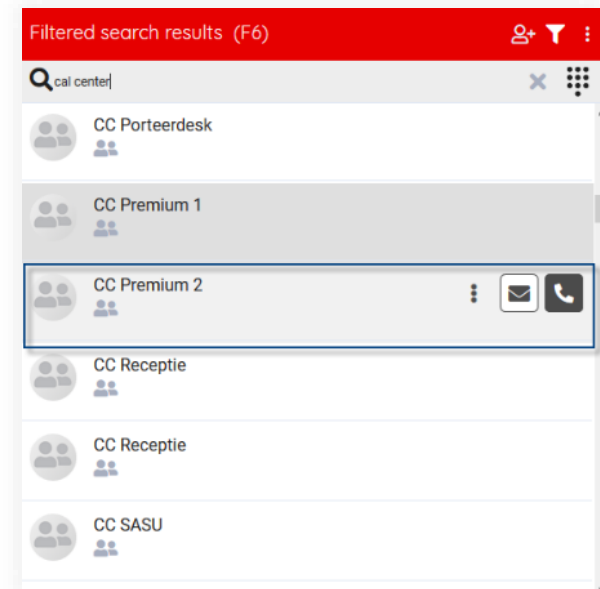 Filtered search results (F6)
cal center
CC Porteerdesk
CC Premium 1
CC Premium 2
CC Receptie
CC Receptie
CC SASU